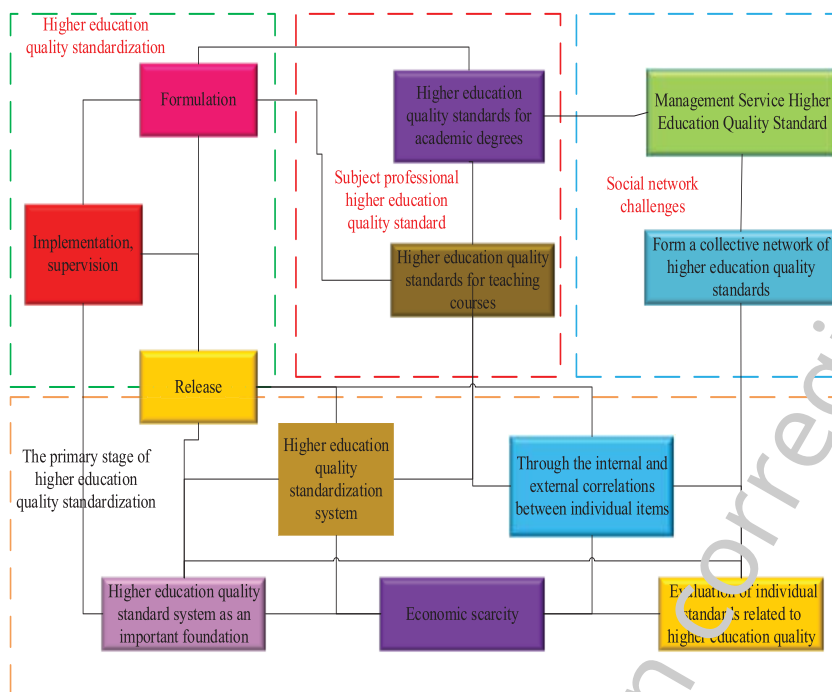 Higher education
quality standardization
Formulation
Implementation,
supervision
Release
Higher education
quality standards for
academic degrees
Subject professional
higher education
quality standard
Higher education quality
standards for teaching
courses
Management Service Higher
Education Quality Standard
Social network
challenges
Form a collective network of
higher education quality
standards
The primary stage of
higher education
quality standardization
Higher education
quality
standardization
system
Through the internal and
external correlations
between individual items
Higher education quality
standard system as an
important foundation
Economic scarcity
Evaluation of individual
standards related to
higher education quality